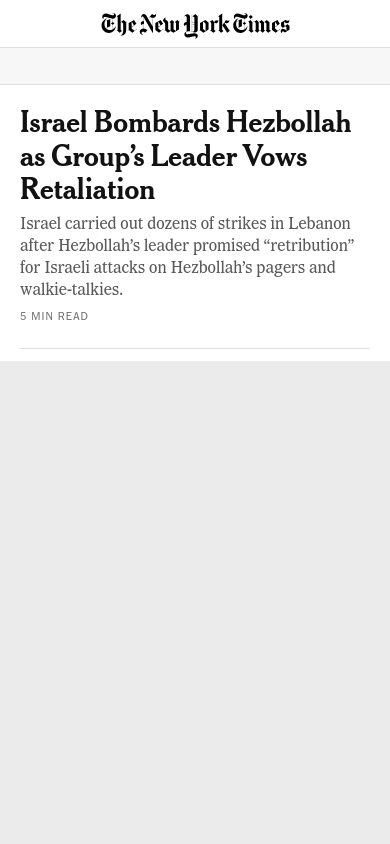 The New York Times
Israel Bombards Hezbollah
as Group’s Leader Vows
Retaliation
Israel carried out dozens of strikes in Lebanon
after Hezbollah’s leader promised “retribution”
for Israeli attacks on Hezbollah’s pagers and
walkie-talkies.
5 MIN READ